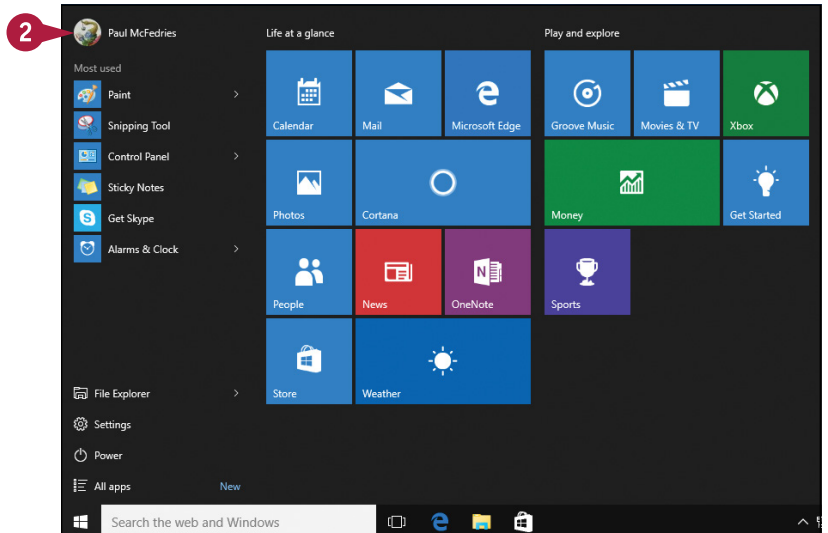 2
Paul McFedries
Life at a glance
Play and explore
Most used
Paint
Snipping Tool
Control Panel
Sticky Notes
Get Skype
Alarms & Clock
Calendar
Mail
Microsoft Edge
Groove Music
Movies & TV
Xbox
Photos
Cortana
Money
Get Started
People
News
OneNote
Sports
Store
Weather
File Explorer
Settings
Power
All apps
New
Search the web and Windows